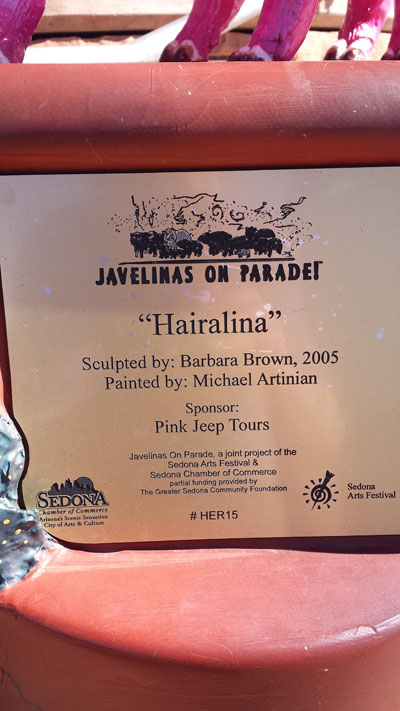 JAVELINAS ON PARADE!
“Hairalina”
Sculpted by: Barbara Brown, 2005
Painted by: Michael Artinian
Sponsor:
Pink Jeep Tours
Javelinas On Parade, a joint project of the
Sedona Arts Festival &
Sedona Chamber of Commerce
partial funding provided by
The Greater Sedona Community Foundation
SEDONA
Chamber of Commerce
Arizona's Scenic Sensation
City of Arts & Culture
# HER15
Sedona
Arts Festival